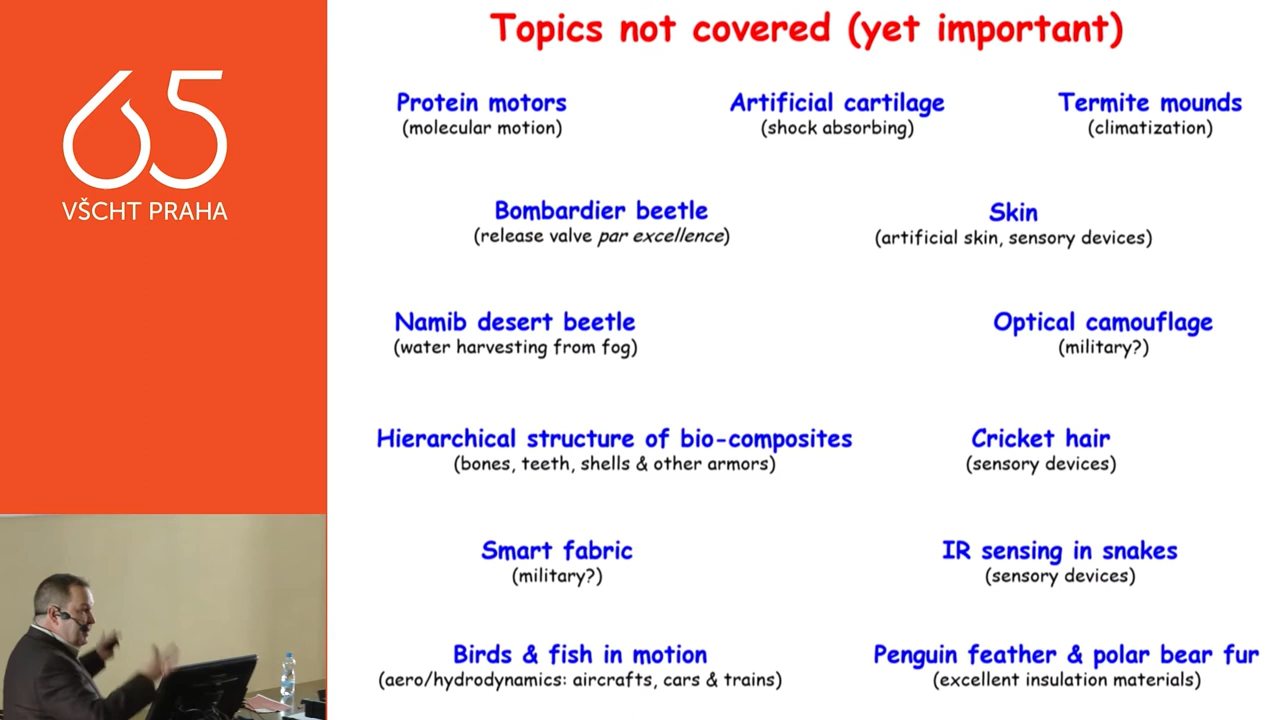 65
VŠCHT PRAHA
Topics not covered (yet important)
Protein motors
(molecular motion)
Artificial cartilage
(shock absorbing)
Termite mounds
(climatization)
Bombardier beetle
(release valve par excellence)
Skin
(artificial skin, sensory devices)
Namib desert beetle
(water harvesting from fog)
Optical camouflage
(military?)
Hierarchical structure of bio-composites
(bones, teeth, shells & other armors)
Cricket hair
(sensory devices)
Smart fabric
(military?)
IR sensing in snakes
(sensory devices)
Birds & fish in motion
(aero/hydrodynamics: aircrafts, cars & trains)
Penguin feather & polar bear fur
(excellent insulation materials)